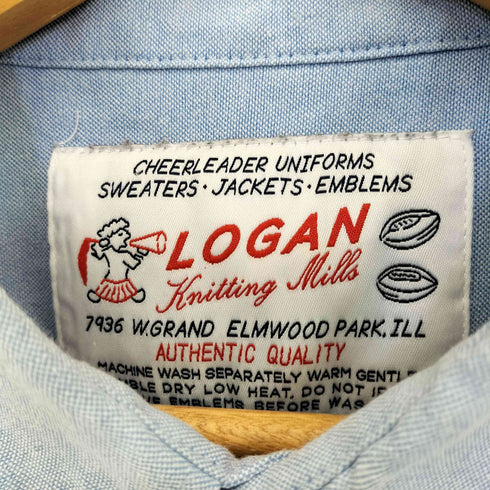 CHEERLEADER UNIFORMS
SWEATERS · JACKETS · EMBLEMS
LOGAN
Knitting Mills
7936 W. GRAND ELMWOOD PARK, ILL
AUTHENTIC QUALITY
MACHINE WASH SEPARATELY WARM
DRY LOW HEAT, DO NOT
EMBLEMS BEFORE